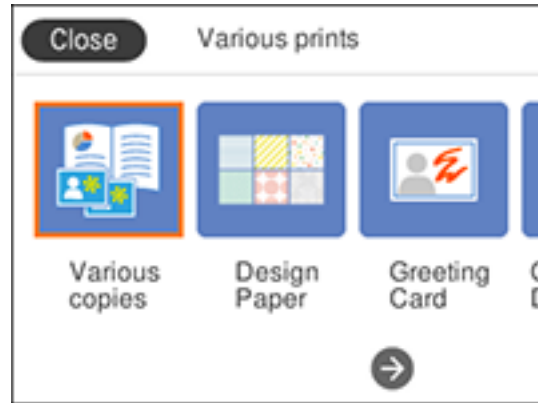 Close
Various prints
Various
copies
Design
Paper
Greeting
Card